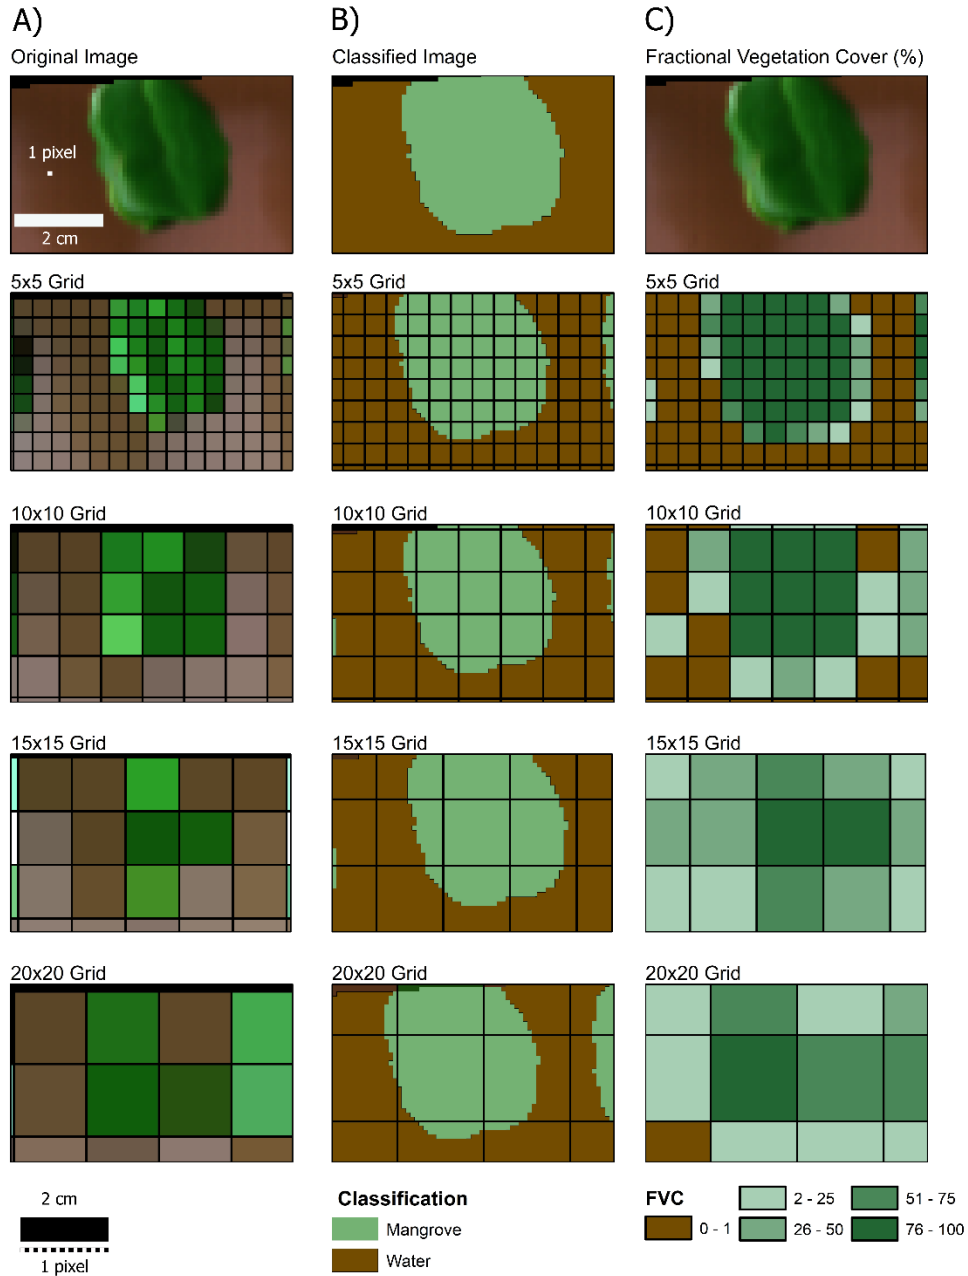 A)
B)
C)
Original Image
Classified Image
Fractional Vegetation Cover (%)
1 pixel
2 cm
5x5 Grid
5x5 Grid
5x5 Grid
10x10 Grid
10x10 Grid
10x10 Grid
15x15 Grid
15x15 Grid
15x15 Grid
20x20 Grid
20x20 Grid
20x20 Grid
2 cm
1 pixel
Classification
Mangrove
Water
FVC
0 - 1
2 - 25
26 - 50
51 - 75
76 - 100